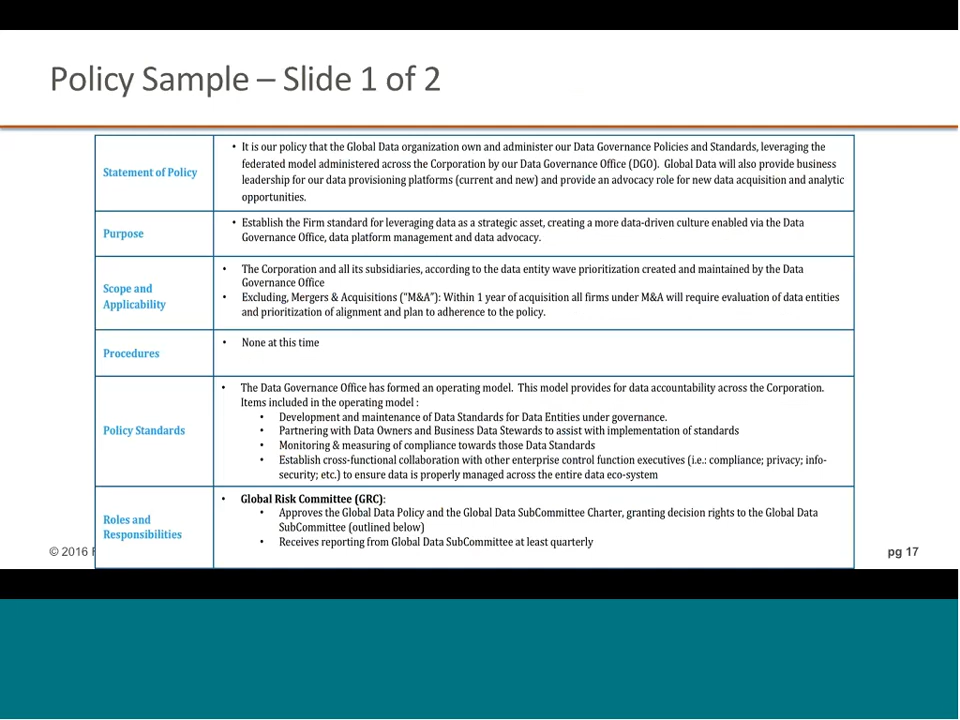 Policy Sample – Slide 1 of 2
Statement of Policy
• It is our policy that the Global Data organization own and administer our Data Governance Policies and Standards, leveraging the
federated model administered across the Corporation by our Data Governance Office (DGO). Global Data will also provide business
leadership for our data provisioning platforms (current and new) and provide an advocacy role for new data acquisition and analytic
opportunities.
Purpose
• Establish the Firm standard for leveraging data as a strategic asset, creating a more data-driven culture enabled via the Data
Governance Office, data platform management and data advocacy.
Scope and
Applicability
• The Corporation and all its subsidiaries, according to the data entity wave prioritization created and maintained by the Data
Governance Office
• Excluding, Mergers & Acquisitions ("M&A"): Within 1 year of acquisition all firms under M&A will require evaluation of data entities
and prioritization of alignment and plan to adherence to the policy.
Procedures
• None at this time
Policy Standards
• The Data Governance Office has formed an operating model. This model provides for data accountability across the Corporation.
Items included in the operating model :
• Development and maintenance of Data Standards for Data Entities under governance.
• Partnering with Data Owners and Business Data Stewards to assist with implementation of standards
• Monitoring & measuring of compliance towards those Data Standards
• Establish cross-functional collaboration with other enterprise control function executives (i.e.: compliance; privacy; info-
security; etc.) to ensure data is properly managed across the entire data eco-system
Roles and
Responsibilities
• Global Risk Committee (GRC):
• Approves the Global Data Policy and the Global Data SubCommittee Charter, granting decision rights to the Global Data
SubCommittee (outlined below)
• Receives reporting from Global Data SubCommittee at least quarterly
© 2016
pg 17